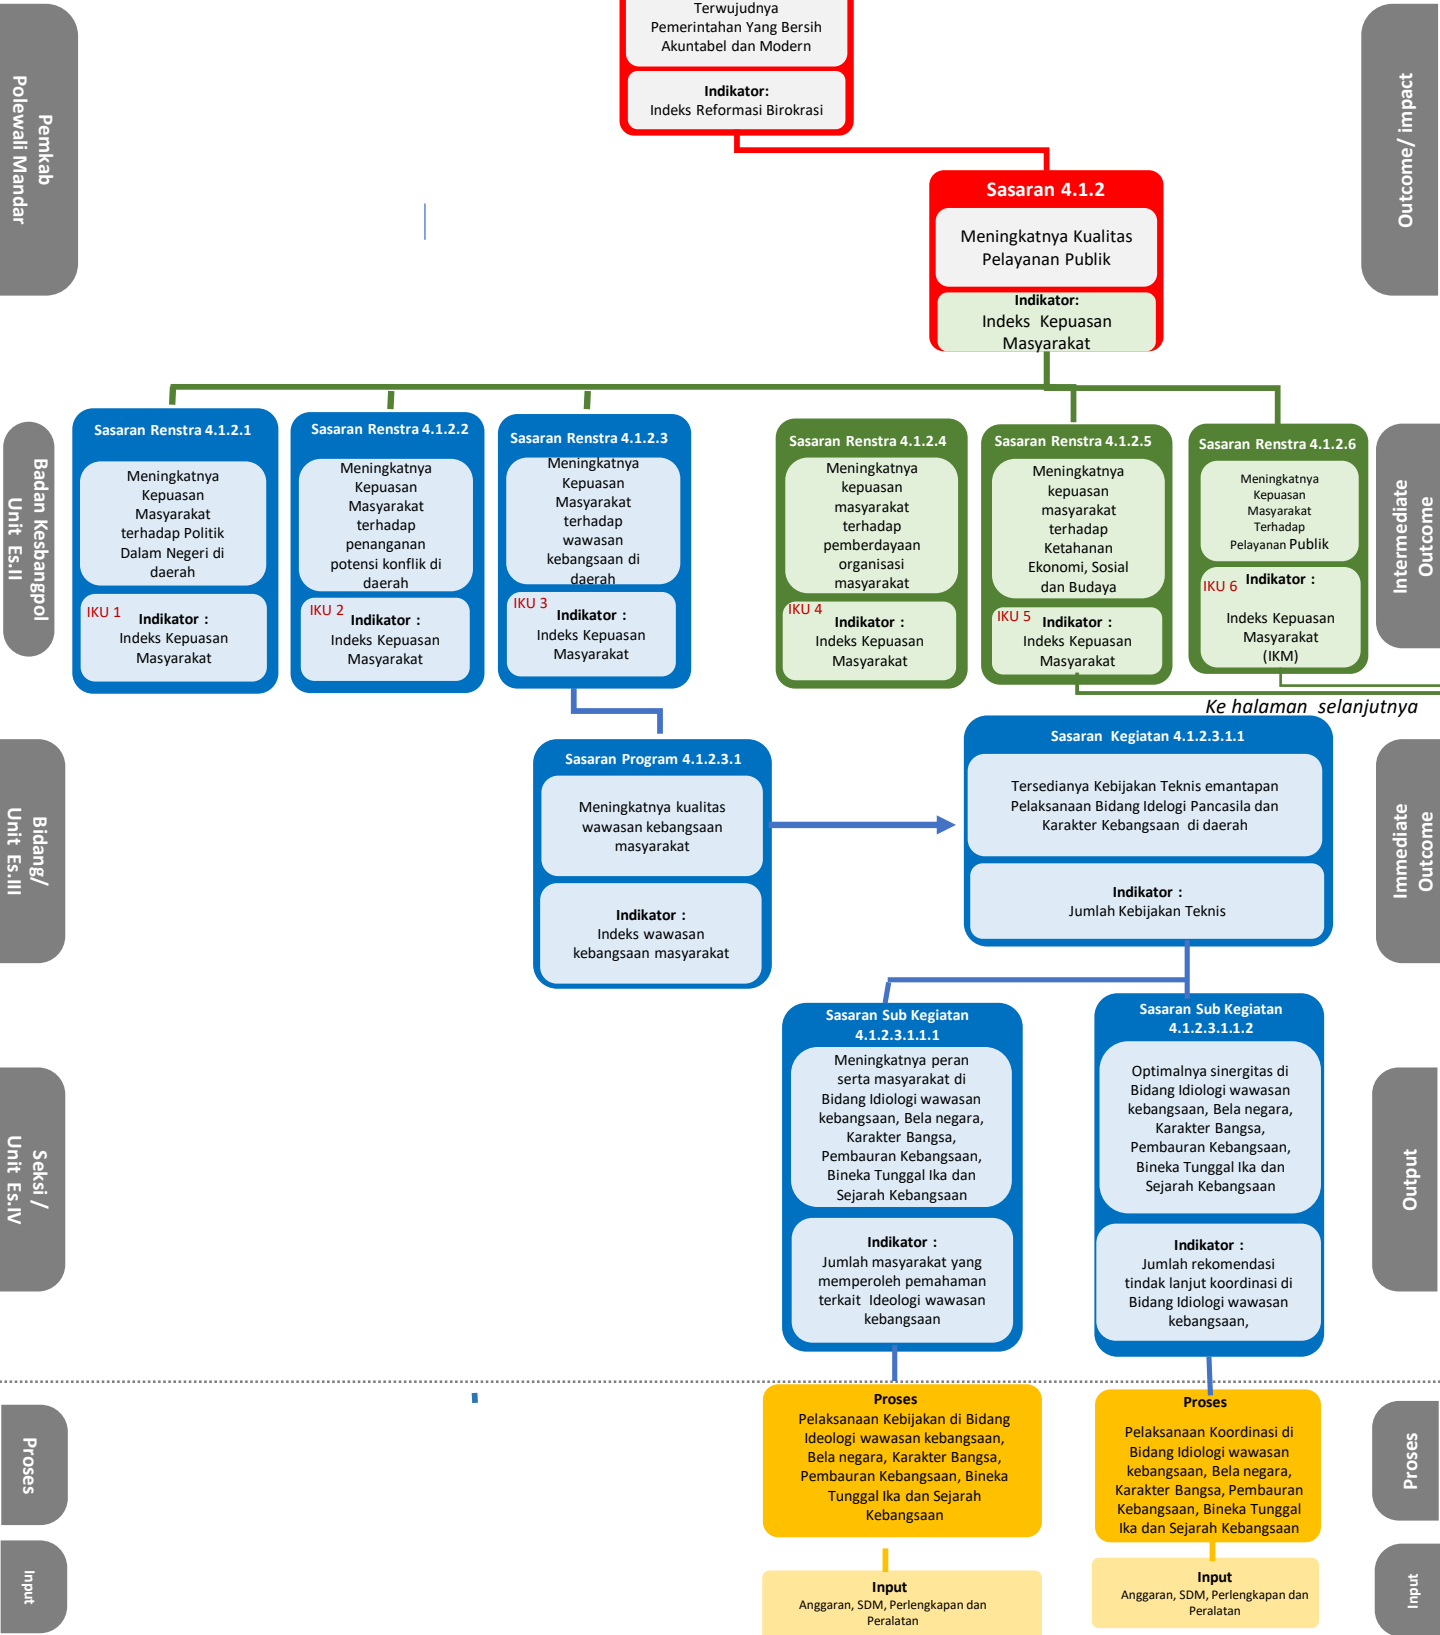 Terwujudnya
Pemerintahan Yang Bersih
Akuntabel dan Modern
Indikator:
Indeks Reformasi Birokrasi
Pemkab
Polewali Mandar
Outcome/ impact
Sasaran 4.1.2
Meningkatnya Kualitas
Pelayanan Publik
Indikator:
Indeks Kepuasan
Masyarakat
Badan Kesbangpol
Unit Es.II
Sasaran Renstra 4.1.2.1
Meningkatnya
Kepuasan
Masyarakat
terhadap Politik
Dalam Negeri di
daerah
IKU 1
Indikator :
Indeks Kepuasan
Masyarakat
Sasaran Renstra 4.1.2.2
Meningkatnya
Kepuasan
Masyarakat
terhadap
penanganan
potensi konflik di
daerah
IKU 2
Indikator :
Indeks Kepuasan
Masyarakat
Sasaran Renstra 4.1.2.3
Meningkatnya
Kepuasan
Masyarakat
terhadap
wawasan
kebangsaan di
daerah
IKU 3
Indikator :
Indeks Kepuasan
Masyarakat
Sasaran Renstra 4.1.2.4
Meningkatnya
kepuasan
masyarakat
terhadap
pemberdayaan
organisasi
masyarakat
IKU 4
Indikator :
Indeks Kepuasan
Masyarakat
Sasaran Renstra 4.1.2.5
Meningkatnya
kepuasan
masyarakat
terhadap
Ketahanan
Ekonomi, Sosial
dan Budaya
IKU 5
Indikator :
Indeks Kepuasan
Masyarakat
Sasaran Renstra 4.1.2.6
Meningkatnya
Kepuasan
Masyarakat
Terhadap
Pelayanan Publik
IKU 6
Indikator :
Indeks Kepuasan
Masyarakat
(IKM)
Intermediate
Outcome
Ke halaman selanjutnya
Bidang/
Unit Es.III
Sasaran Program 4.1.2.3.1
Meningkatnya kualitas
wawasan kebangsaan
masyarakat
Indikator :
Indeks wawasan
kebangsaan masyarakat
Sasaran Kegiatan 4.1.2.3.1.1
Tersedianya Kebijakan Teknis emantapan
Pelaksanaan Bidang Idelogi Pancasila dan
Karakter Kebangsaan di daerah
Indikator :
Jumlah Kebijakan Teknis
Immediate
Outcome
Seksi /
Unit Es.IV
Sasaran Sub Kegiatan
4.1.2.3.1.1.1
Meningkatnya peran
serta masyarakat di
Bidang Idiologi wawasan
kebangsaan, Bela negara,
Karakter Bangsa,
Pembauran Kebangsaan,
Bineka Tunggal Ika dan
Sejarah Kebangsaan
Indikator :
Jumlah masyarakat yang
memperoleh pemahaman
terkait Ideologi wawasan
kebangsaan
Sasaran Sub Kegiatan
4.1.2.3.1.1.2
Optimalnya sinergitas di
Bidang Idiologi wawasan
kebangsaan, Bela negara,
Karakter Bangsa,
Pembauran Kebangsaan,
Bineka Tunggal Ika dan
Sejarah Kebangsaan
Indikator :
Jumlah rekomendasi
tindak lanjut koordinasi di
Bidang Idiologi wawasan
kebangsaan,
Output
Proses
Proses
Pelaksanaan Kebijakan di Bidang
Ideologi wawasan kebangsaan,
Bela negara, Karakter Bangsa,
Pembauran Kebangsaan, Bineka
Tunggal Ika dan Sejarah
Kebangsaan
Proses
Pelaksanaan Koordinasi di
Bidang Idiologi wawasan
kebangsaan, Bela negara,
Karakter Bangsa, Pembauran
Kebangsaan, Bineka Tunggal
Ika dan Sejarah Kebangsaan
Proses
Input
Input
Anggaran, SDM, Perlengkapan dan
Peralatan
Input
Anggaran, SDM, Perlengkapan dan
Peralatan
Input